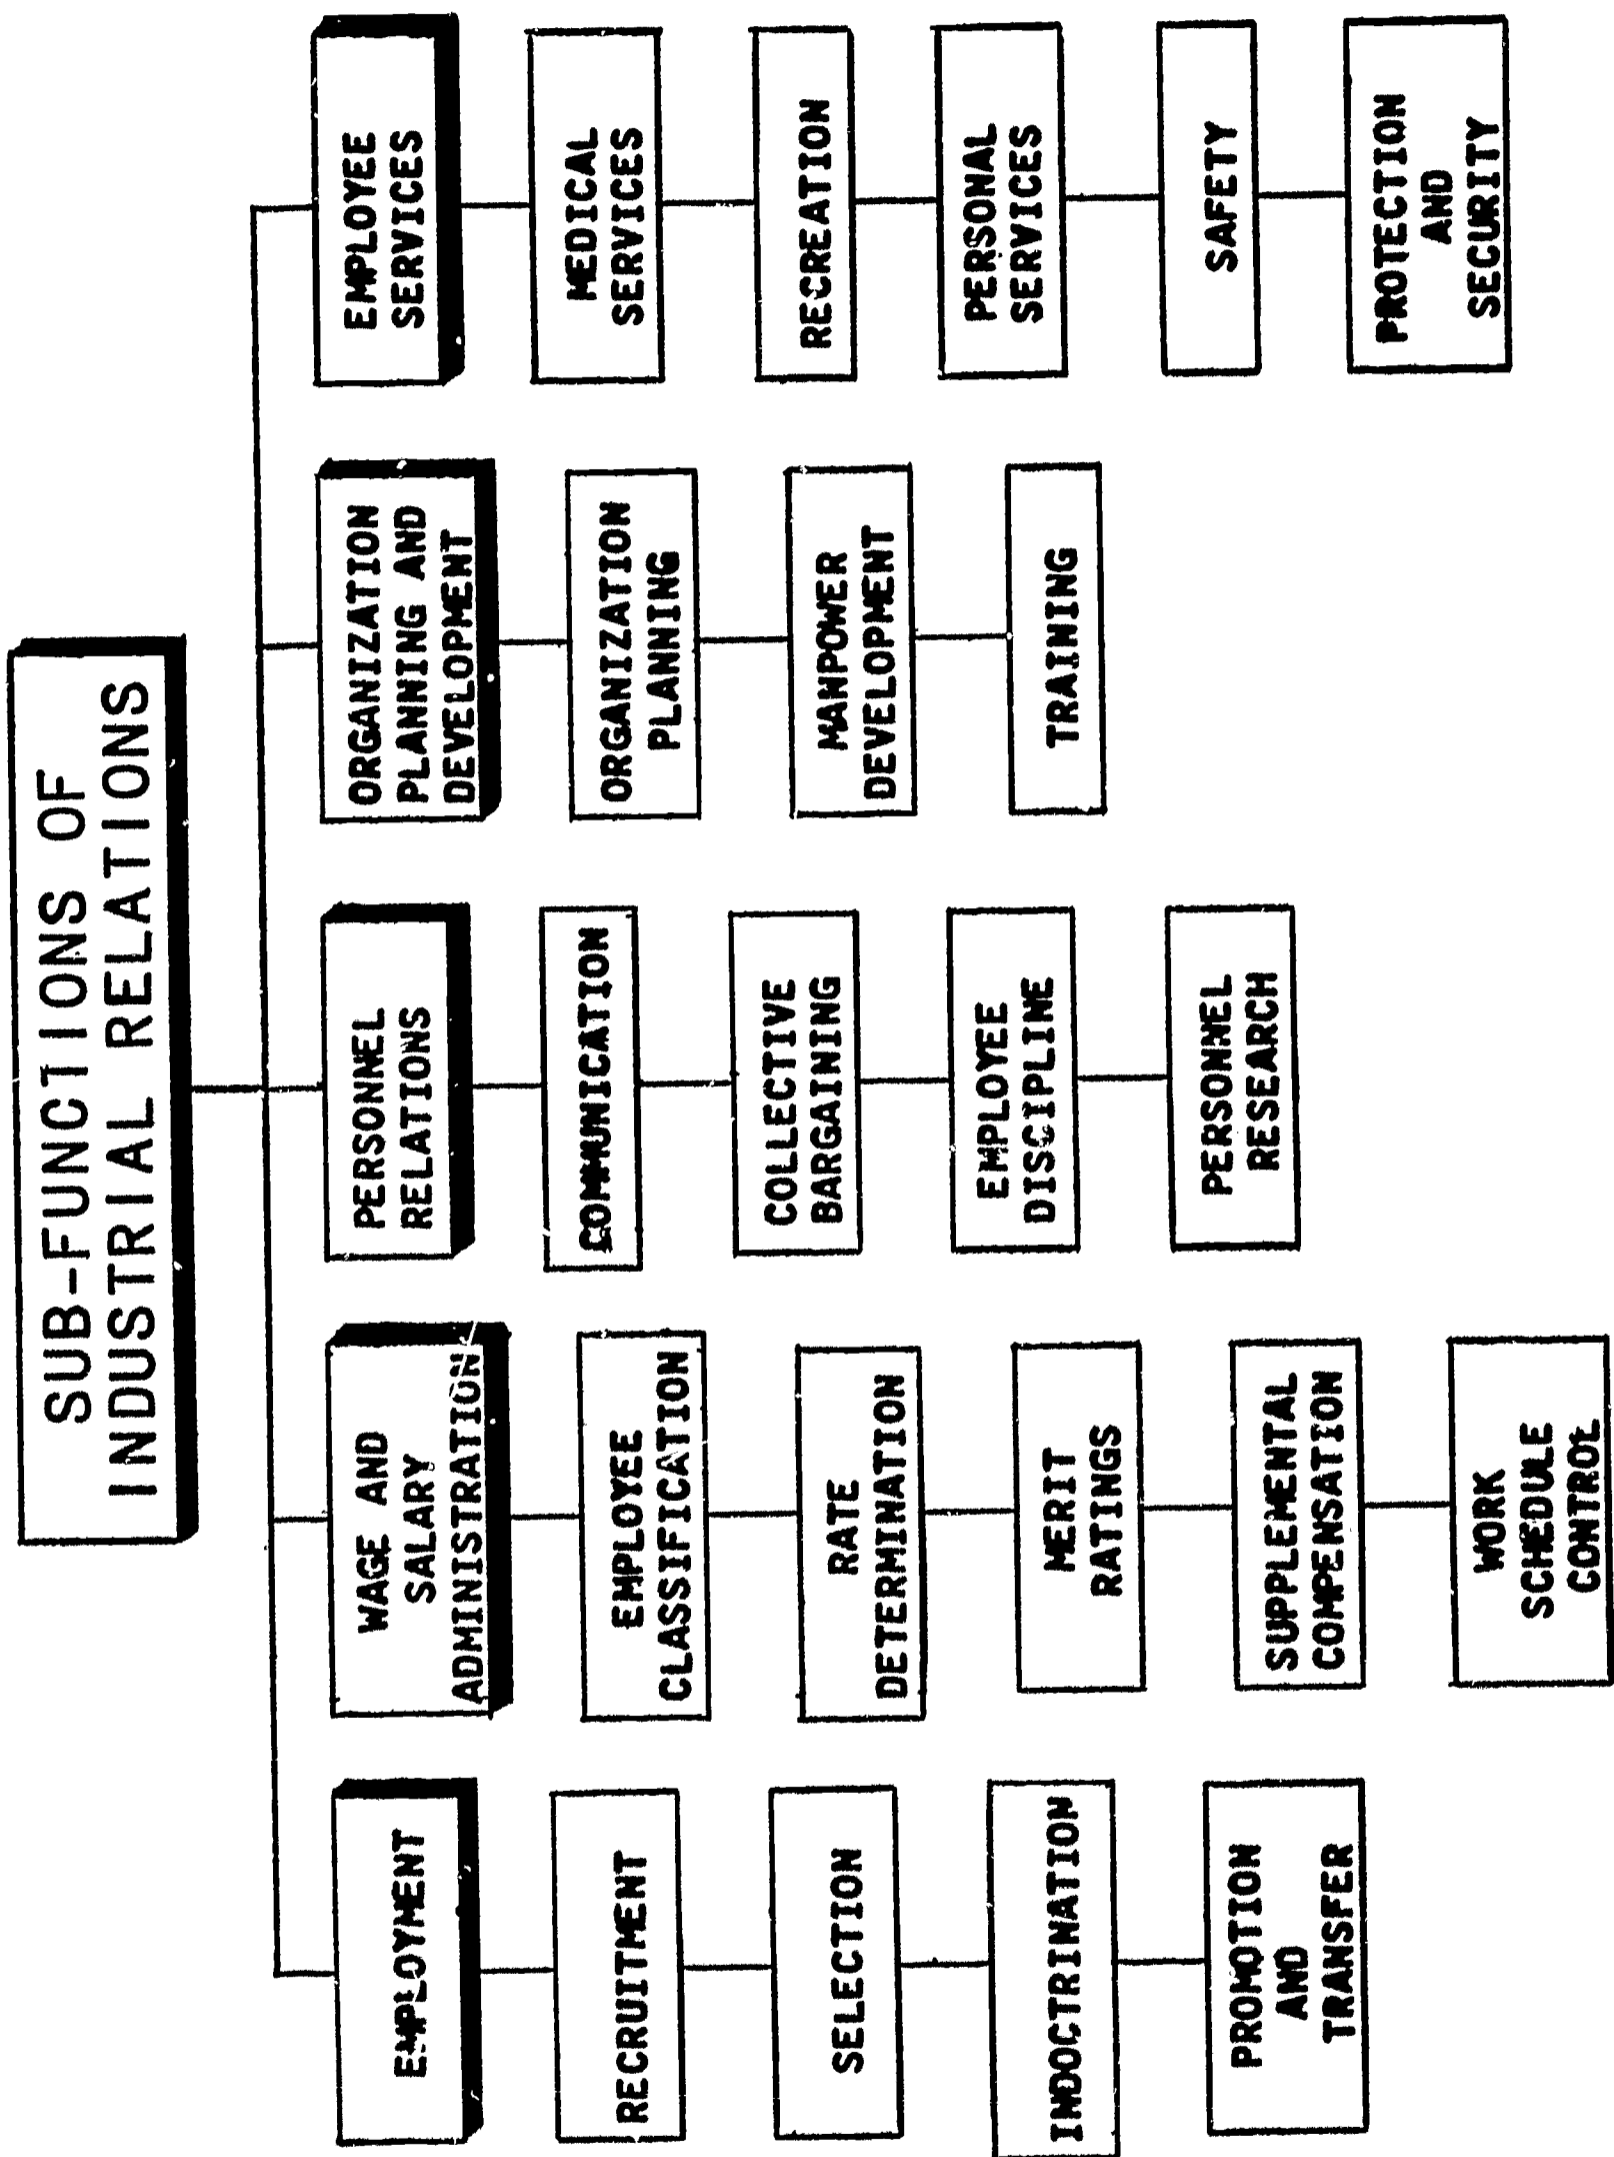 SUB-FUNCTIONS OF
INDUSTRIAL RELATIONS
EMPLOYMENT
RECRUITMENT
SELECTION
INDOCTRINATION
PROMOTION
AND
TRANSFER
WAGE AND
SALARY
ADMINISTRATION
EMPLOYEE
CLASSIFICATION
RATE
DETERMINATION
MERIT
RATINGS
SUPPLEMENTAL
COMPENSATION
WORK
SCHEDULE
CONTROL
PERSONNEL
RELATIONS
COMMUNICATION
COLLECTIVE
BARGAINING
EMPLOYEE
DISCIPLINE
PERSONNEL
RESEARCH
ORGANIZATION
PLANNING AND
DEVELOPMENT
ORGANIZATION
PLANNING
MANPOWER
DEVELOPMENT
TRAINING
EMPLOYEE
SERVICES
MEDICAL
SERVICES
RECREATION
PERSONAL
SERVICES
SAFETY
PROTECTION
AND
SECURITY